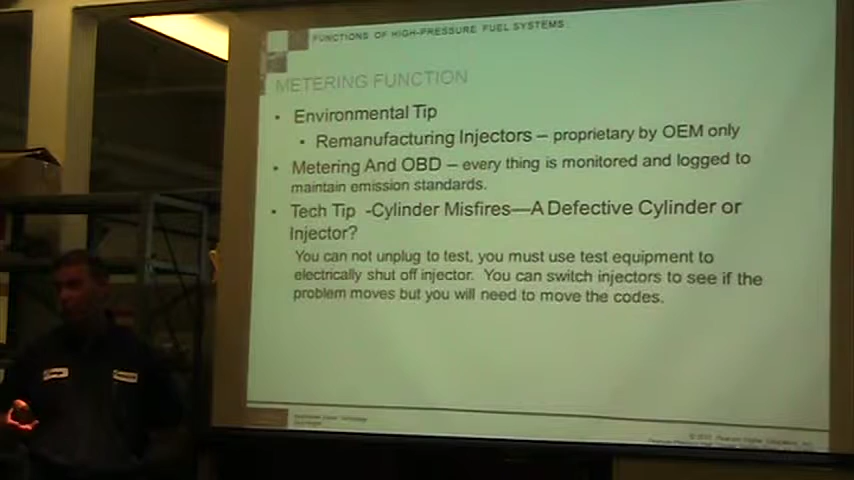 FUNCTIONS OF HIGH-PRESSURE FUEL SYSTEMS
METERING FUNCTION
• Environmental Tip
• Remanufacturing Injectors – proprietary by OEM only
• Metering And OBD – every thing is monitored and logged to
maintain emission standards.
• Tech Tip -Cylinder Misfires—A Defective Cylinder or
Injector?
You can not unplug to test, you must use test equipment to
electrically shut off injector. You can switch injectors to see if the
problem moves but you will need to move the codes.